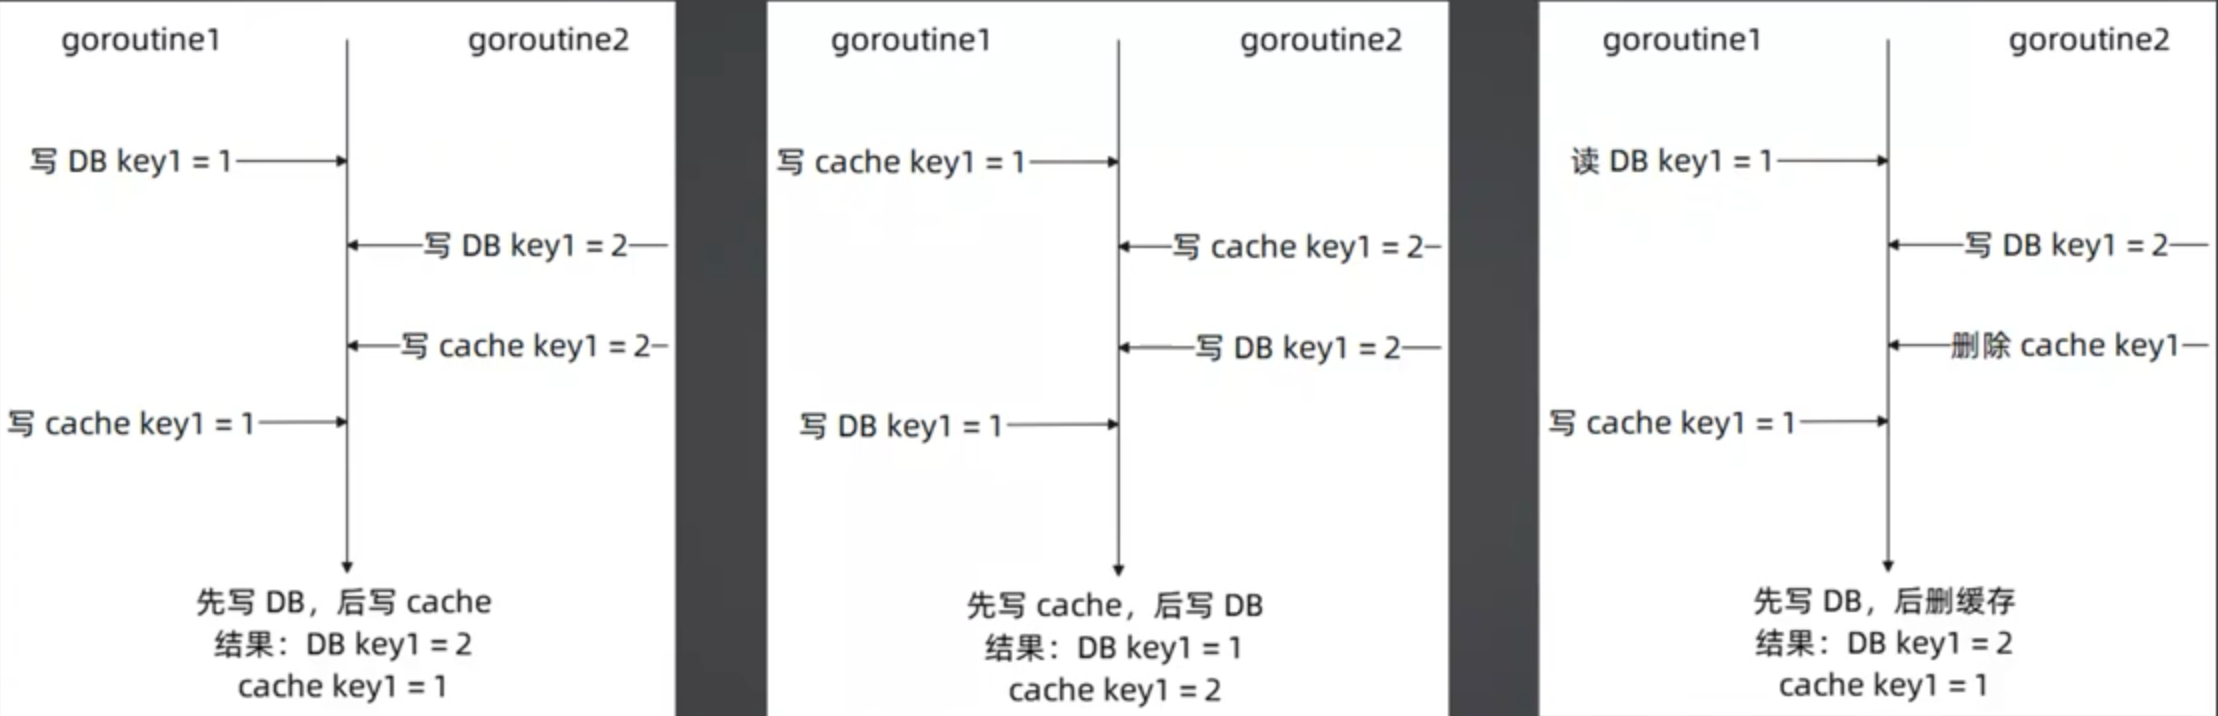 goroutine1
goroutine2
写 DB key1 = 1
写 DB key1 = 2
写 cache key1 = 2
写 cache key1 = 1
先写 DB，后写 cache
结果：DB key1 = 2
cache key1 = 1
goroutine1
goroutine2
写 cache key1 = 1
写 cache key1 = 2
写 DB key1 = 2
写 DB key1 = 1
先写 cache，后写 DB
结果：DB key1 = 1
cache key1 = 2
goroutine1
goroutine2
读 DB key1 = 1
写 DB key1 = 2
删除 cache key1
写 cache key1 = 1
先写 DB，后删缓存
结果：DB key1 = 2
cache key1 = 1